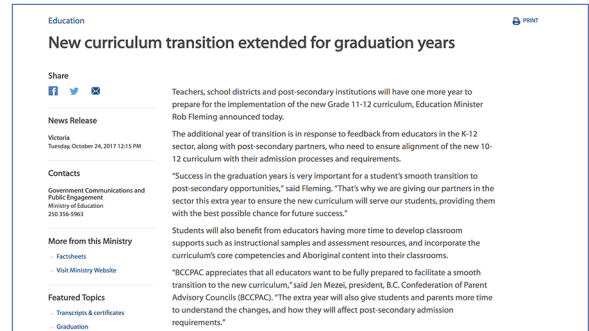 Education
PRINT
New curriculum transition extended for graduation years
Share
News Release
Victoria
Tuesday, October 24, 2017 12:15 PM
Contacts
Government Communications and
Public Engagement
Ministry of Education
250 356-5963
More from this Ministry
Factsheets
Visit Ministry Website
Featured Topics
Transcripts & certificates
Graduation
Teachers, school districts and post-secondary institutions will have one more year to
prepare for the implementation of the new Grade 11-12 curriculum, Education Minister
Rob Fleming announced today.
The additional year of transition is in response to feedback from educators in the K-12
sector, along with post-secondary partners, who need to ensure alignment of the new 10-
12 curriculum with their admission processes and requirements.
“Success in the graduation years is very important for a student’s smooth transition to
post-secondary opportunities,” said Fleming. “That’s why we are giving our partners in the
sector this extra year to ensure the new curriculum will serve our students, providing them
with the best possible chance for future success.”
Students will also benefit from educators having more time to develop classroom
supports such as instructional samples and assessment resources, and incorporate the
curriculum’s core competencies and Aboriginal content into their classrooms.
“BCCPAC appreciates that all educators want to be fully prepared to facilitate a smooth
transition to the new curriculum,” said Jen Mezei, president, B.C. Confederation of Parent
Advisory Councils (BCCPAC). “The extra year will also give students and parents more time
to understand the changes, and how they will affect post-secondary admission
requirements.”